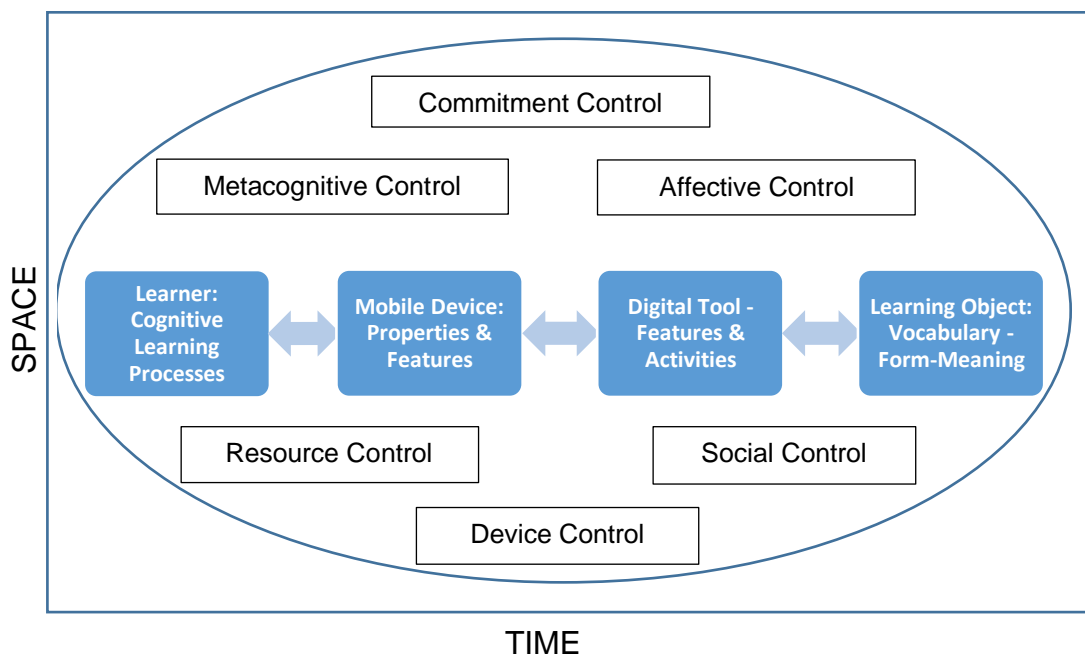 Commitment Control
Metacognitive Control
Affective Control
SPACE
Learner:
Cognitive
Learning
Processes
Mobile Device:
Properties &
Features
Digital Tool -
Features &
Activities
Learning Object:
Vocabulary -
Form-Meaning
Resource Control
Social Control
Device Control
TIME